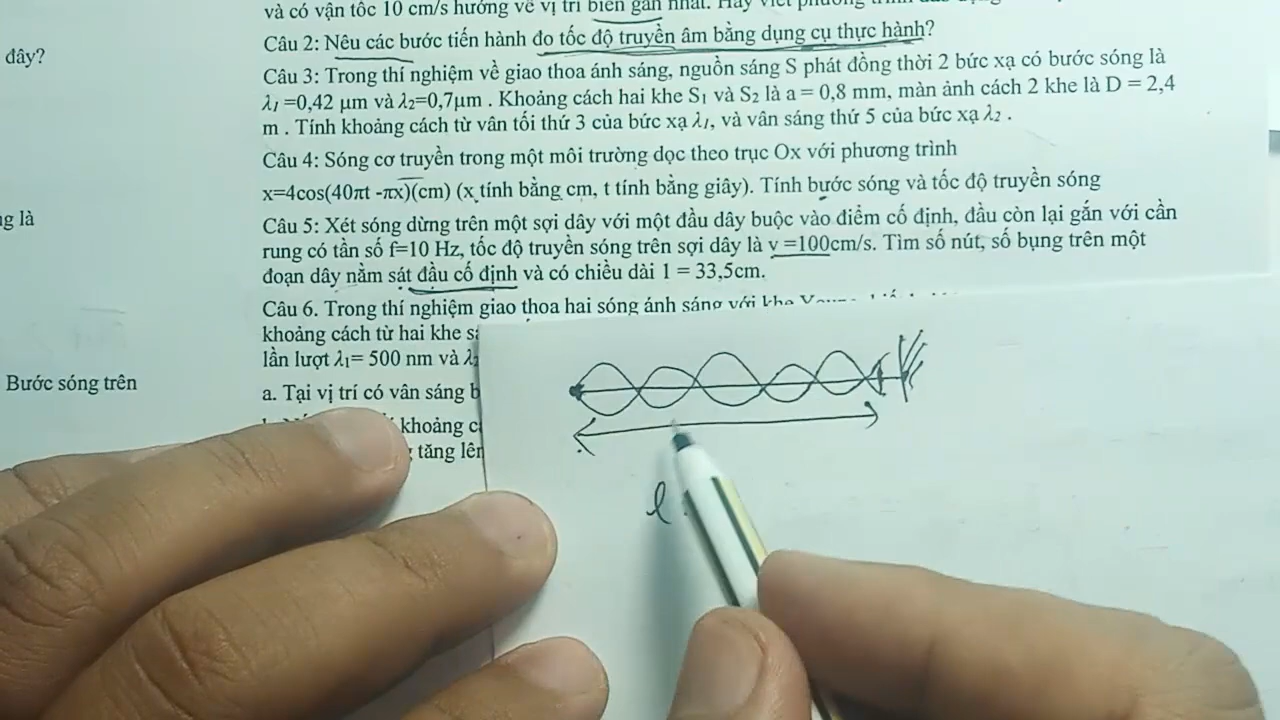 và có vận tốc 10 cm/s hướng về vị trí biên gần nhất. Hãy viết phương trình
đây?
Câu 2: Nêu các bước tiến hành đo tốc độ truyền âm bằng dụng cụ thực hành?
Câu 3: Trong thí nghiệm về giao thoa ánh sáng, nguồn sáng S phát đồng thời 2 bức xạ có bước sóng là
λ1 =0,42 μm và λ2=0,7μm . Khoảng cách hai khe S1 và S2 là a = 0,8 mm, màn ảnh cách 2 khe là D = 2,4
m . Tính khoảng cách từ vân tối thứ 3 của bức xạ λ1, và vân sáng thứ 5 của bức xạ λ2 .
Câu 4: Sóng cơ truyền trong một môi trường dọc theo trục Ox với phương trình
x=4cos(40πt -πx)(cm) (x tính bằng cm, t tính bằng giây). Tính bước sóng và tốc độ truyền sóng
ng là
Câu 5: Xét sóng dừng trên một sợi dây với một đầu dây buộc vào điểm cố định, đầu còn lại gắn với cần
rung có tần số f=10 Hz, tốc độ truyền sóng trên sợi dây là v =100cm/s. Tìm số nút, số bụng trên một
đoạn dây nằm sát đầu cố định và có chiều dài l = 33,5cm.
Câu 6. Trong thí nghiệm giao thoa hai sóng ánh sáng với khe
khoảng cách từ hai khe
lần lượt λ1= 500 nm và
Bước sóng trên
a. Tại vị trí có vân sáng
khoảng
tăng lên
l